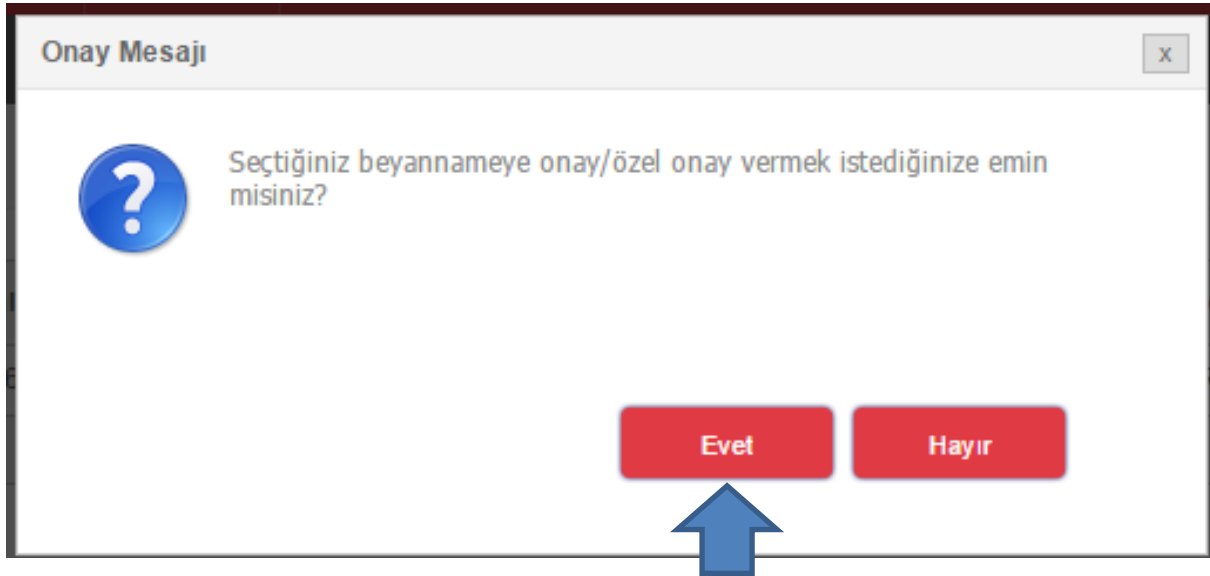 Onay Mesajı
x
Seçtiğiniz beyannameye onay/özel onay vermek istediğinize emin
misiniz?
Evet
Hayır